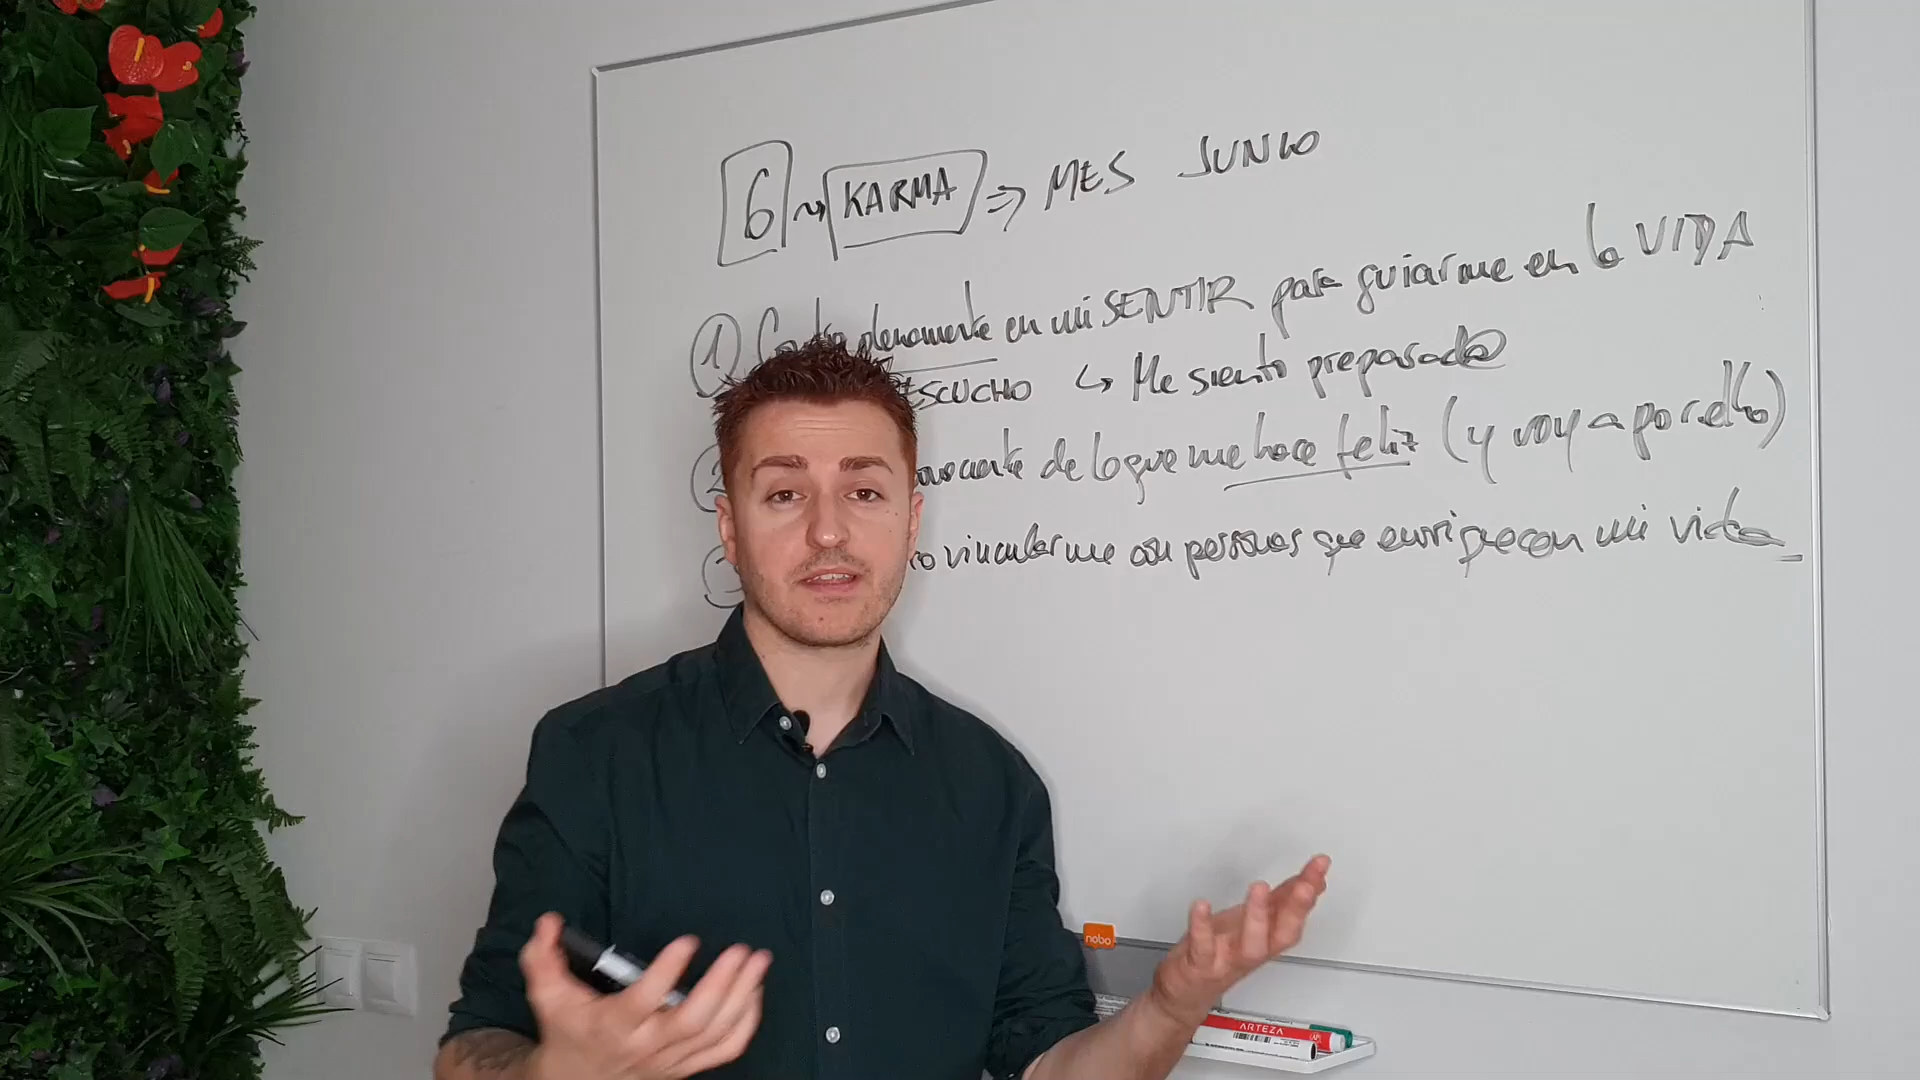 6 → KARMA ⇒ MES JUNIO
1) plenamente en mi SENTIR para guiarme en la VIDA
ESCUCHO ↳ Me siento preparado
2 de lo que me hace feliz (y voy a por ello)
vincularme con personas que enriquecen mi vida
nobo
ARTEZA